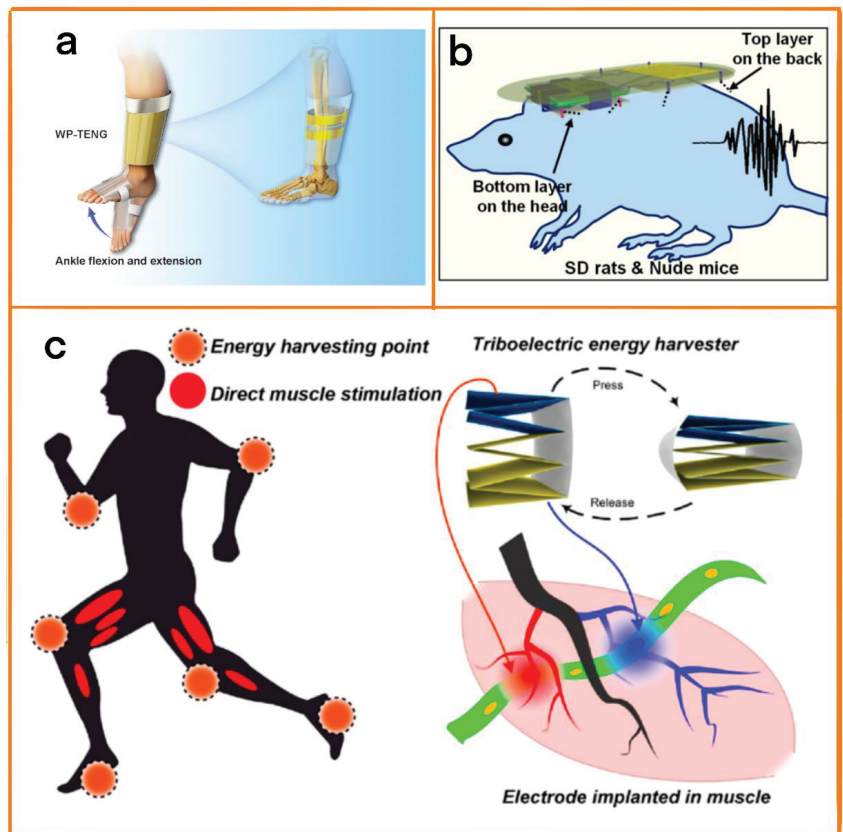 a
WP-TENG
Ankle flexion and extension
b
Top layer
on the back
Bottom layer
on the head
SD rats & Nude mice
c
Energy harvesting point
Direct muscle stimulation
Triboelectric energy harvester
Press
Release
Electrode implanted in muscle